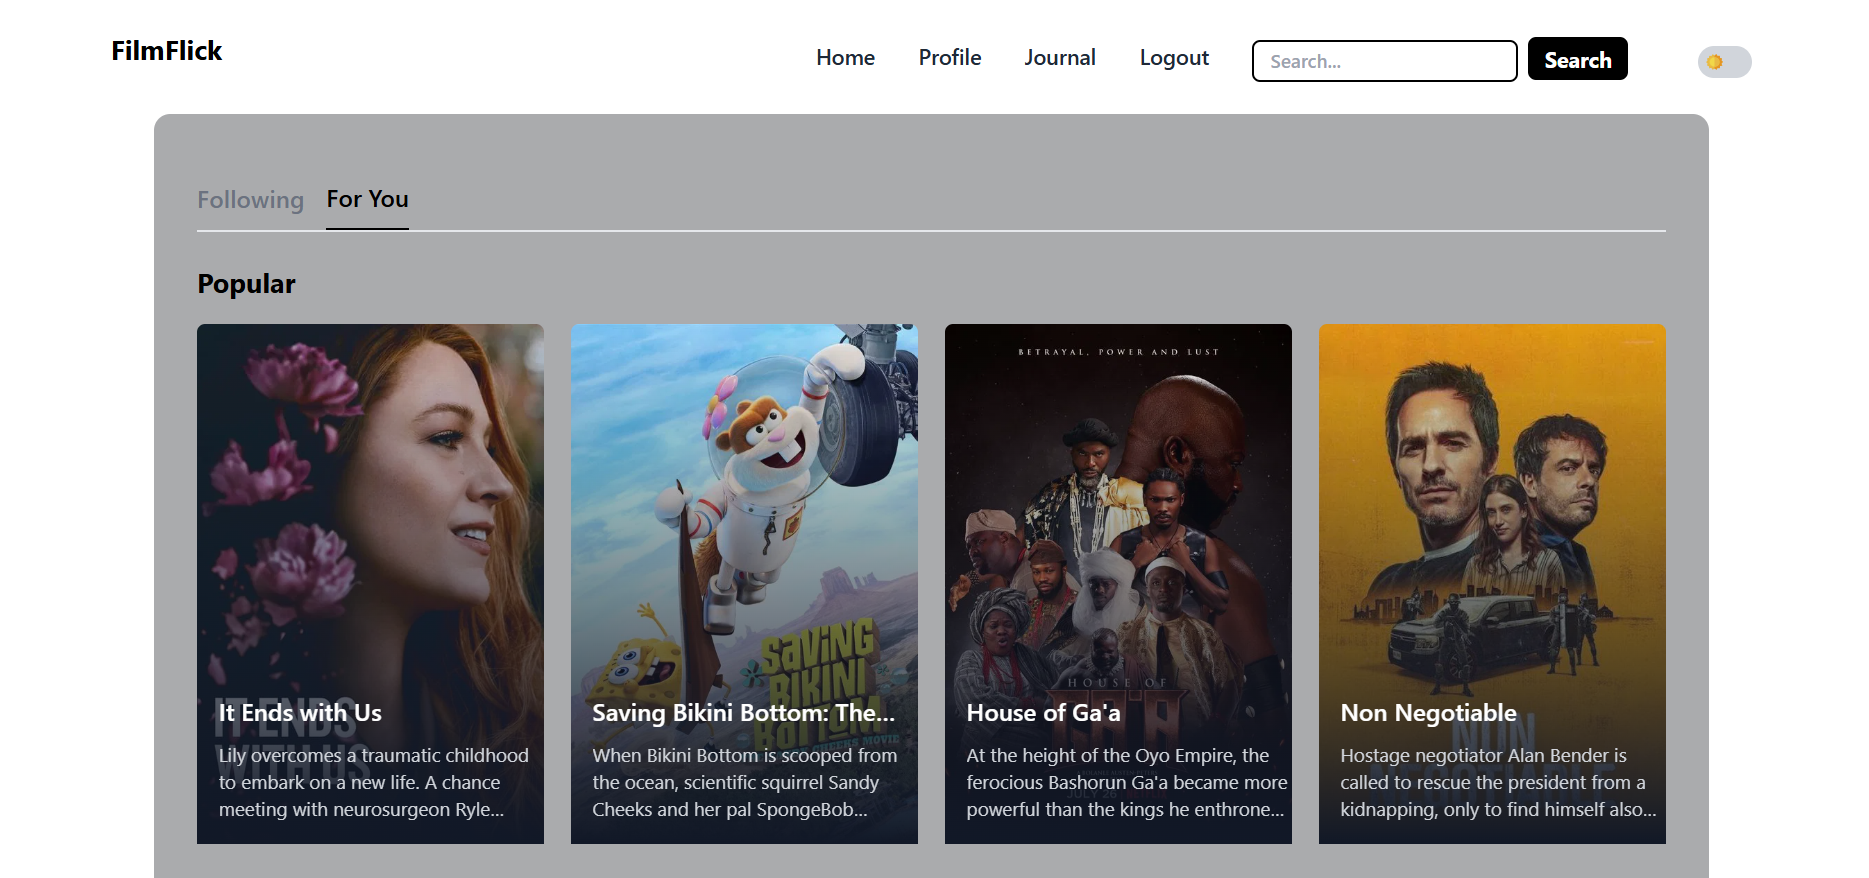 FilmFlick
Home Profile Journal Logout Search... Search
Following For You
Popular
IT ENDS
WITH US
It Ends with Us
Lily overcomes a traumatic childhood
to embark on a new life. A chance
meeting with neurosurgeon Ryle...
SAVING
BIKINI
BOTTOM
Saving Bikini Bottom: The...
When Bikini Bottom is scooped from
the ocean, scientific squirrel Sandy
Cheeks and her pal SpongeBob...
BETRAYAL, POWER AND LUST
HOUSE OF
GA'A
House of Ga'a
At the height of the Oyo Empire, the
ferocious Bashorun Ga'a became more
powerful than the kings he enthrone...
NON
NEGOTIABLE
Non Negotiable
Hostage negotiator Alan Bender is
called to rescue the president from a
kidnapping, only to find himself also...